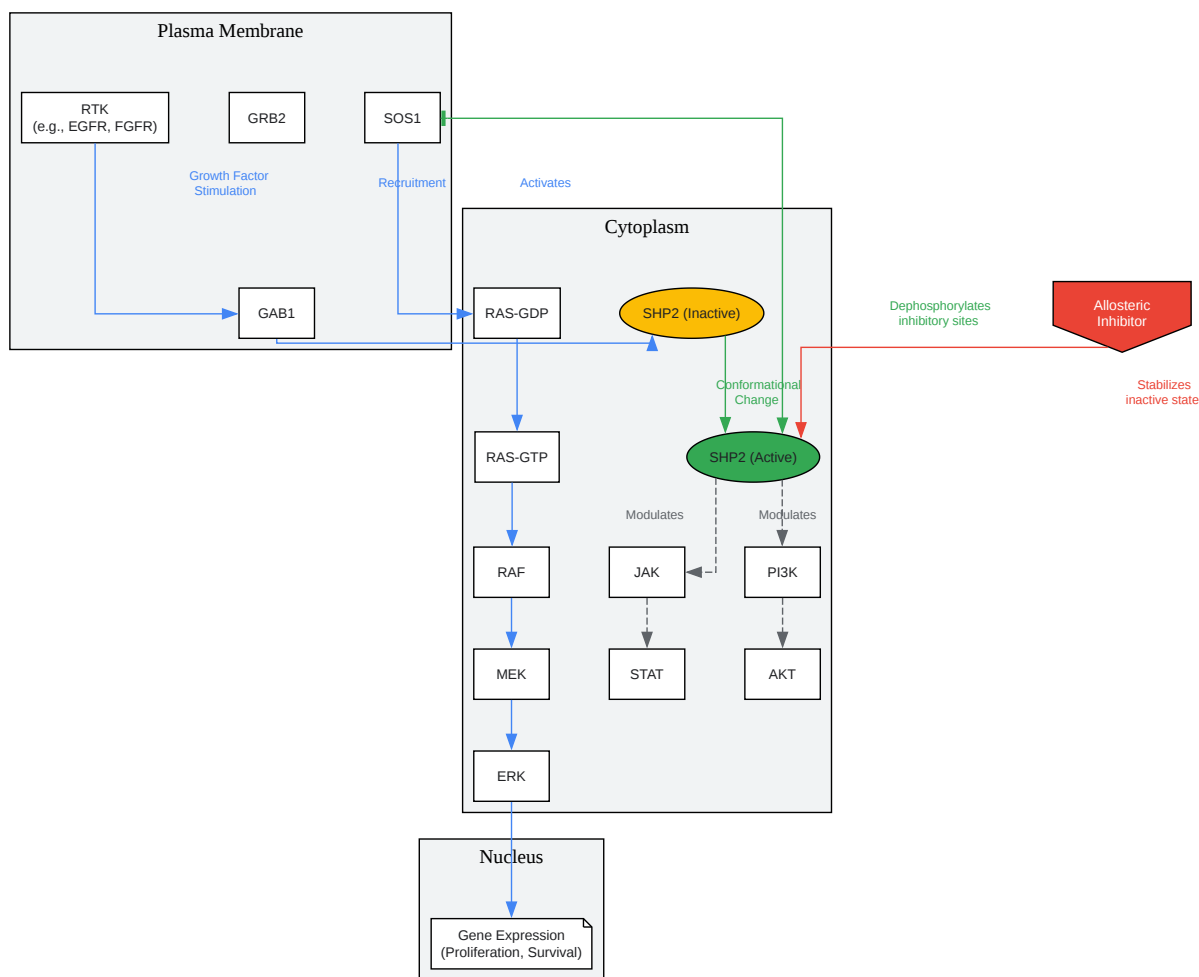 Plasma Membrane
RTK
(e.g., EGFR, FGFR)
GRB2
SOS1
Growth Factor
Stimulation
Recruitment
Activates
Cytoplasm
GAB1
RAS-GDP
SHP2 (Inactive)
Dephosphorylates
inhibitory sites
Allosteric
Inhibitor
Conformational
Change
Stabilizes
inactive state
RAS-GTP
SHP2 (Active)
Modulates
Modulates
RAF
JAK
PI3K
MEK
STAT
AKT
ERK
Nucleus
Gene Expression
(Proliferation, Survival)